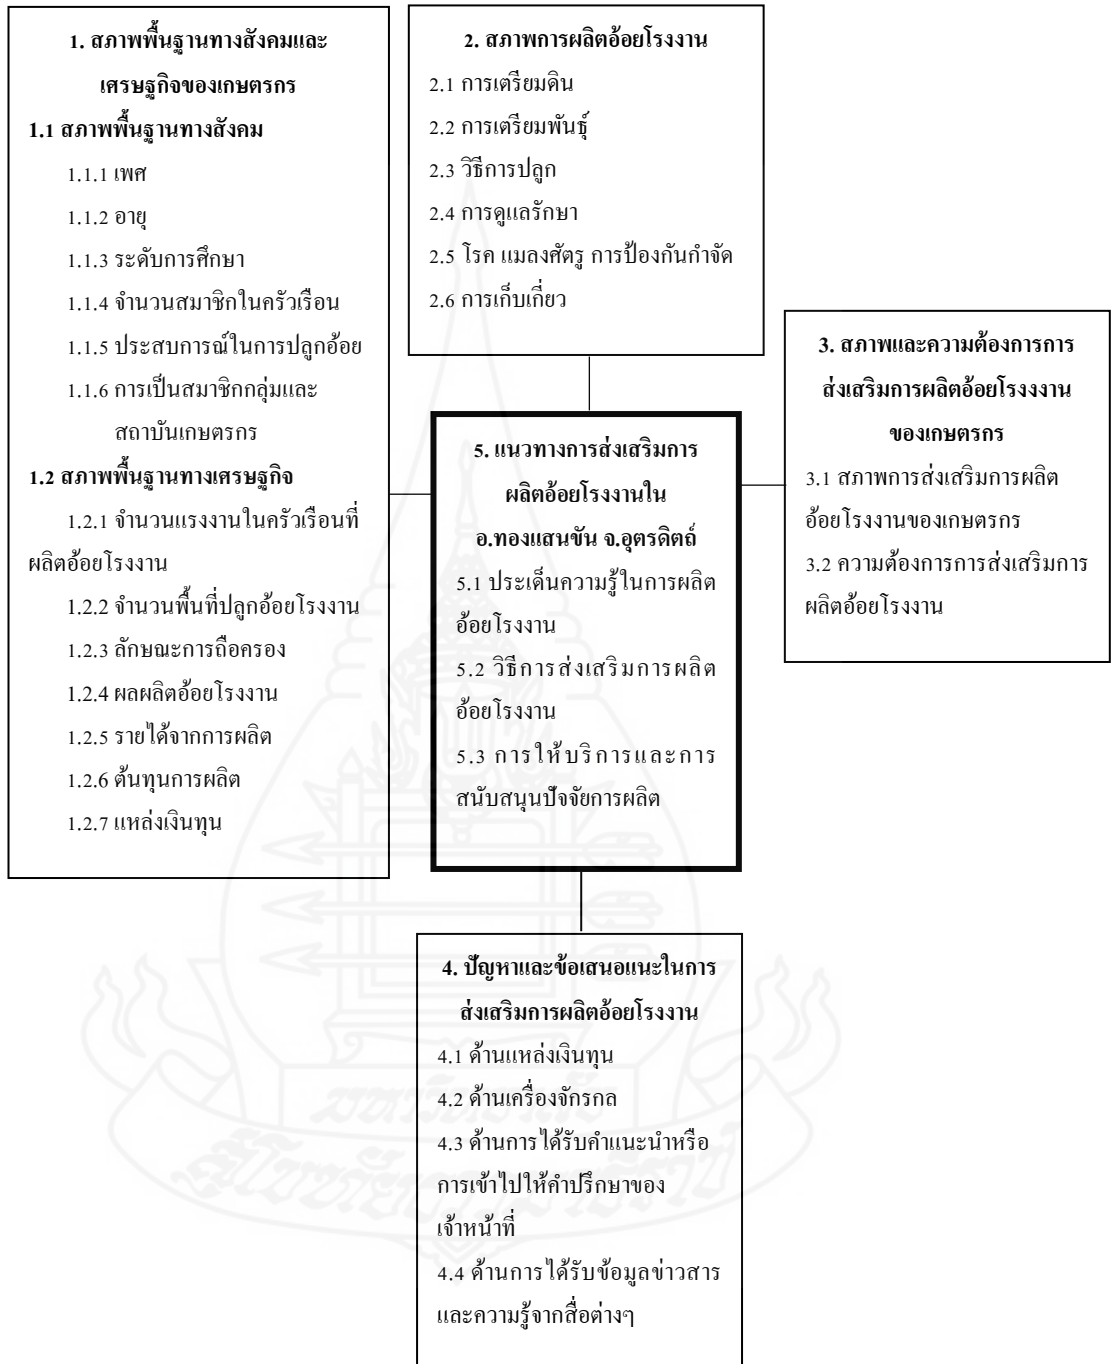 1. สภาพพื้นฐานทางสังคมและ
เศรษฐกิจของเกษตรกร
1.1 สภาพพื้นฐานทางสังคม
1.1.1 เพศ
1.1.2 อายุ
1.1.3 ระดับการศึกษา
1.1.4 จำนวนสมาชิกในครัวเรือน
1.1.5 ประสบการณ์ในการปลูกอ้อย
1.1.6 การเป็นสมาชิกกลุ่มและ
สถาบันเกษตรกร
1.2 สภาพพื้นฐานทางเศรษฐกิจ
1.2.1 จำนวนแรงงานในครัวเรือนที่
ผลิตอ้อยโรงงาน
1.2.2 จำนวนพื้นที่ปลูกอ้อยโรงงาน
1.2.3 ลักษณะการถือครอง
1.2.4 ผลผลิตอ้อยโรงงาน
1.2.5 รายได้จากการผลิต
1.2.6 ต้นทุนการผลิต
1.2.7 แหล่งเงินทุน
2. สภาพการผลิตอ้อยโรงงาน
2.1 การเตรียมดิน
2.2 การเตรียมพันธุ์
2.3 วิธีการปลูก
2.4 การดูแลรักษา
2.5 โรค แมลงศัตรู การป้องกันกำจัด
2.6 การเก็บเกี่ยว
3. สภาพและความต้องการการ
ส่งเสริมการผลิตอ้อยโรงงงาน
ของเกษตรกร
3.1 สภาพการส่งเสริมการผลิต
อ้อยโรงงานของเกษตรกร
3.2 ความต้องการการส่งเสริมการ
ผลิตอ้อยโรงงาน
5. แนวทางการส่งเสริมการ
ผลิตอ้อยโรงงานใน
อ.ทองแสนขัน จ.อุตรดิตถ์
5.1 ประเด็นความรู้ในการผลิต
อ้อยโรงงาน
5.2 วิธีการส่งเสริมการผลิต
อ้อยโรงงาน
5.3 การให้บริการและการ
สนับสนุนปัจจัยการผลิต
4. ปัญหาและข้อเสนอแนะในการ
ส่งเสริมการผลิตอ้อยโรงงาน
4.1 ด้านแหล่งเงินทุน
4.2 ด้านเครื่องจักรกล
4.3 ด้านการได้รับคำแนะนำหรือ
การเข้าไปให้คำปรึกษาของ
เจ้าหน้าที่
4.4 ด้านการได้รับข้อมูลข่าวสาร
และความรู้จากสื่อต่างๆ
มหาวิทยาลัย
สุโขทัยธรรมาธิราช